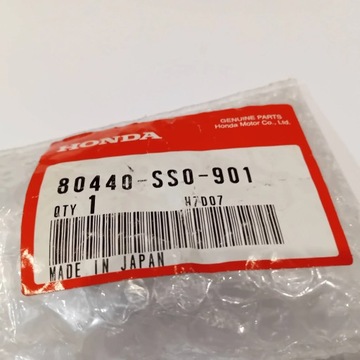 GENUINE PARTS
Honda Motor Co., Ltd.
HONDA
80440-SS0-901
QTY 1 H7D07
MADE IN JAPAN